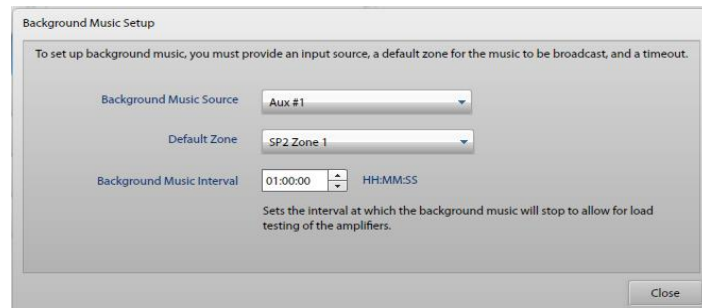 Background Music Setup
To set up background music, you must provide an input source, a default zone for the music to be broadcast, and a timeout.
Background Music Source Aux #1
Default Zone SP2 Zone 1
Background Music Interval 01:00:00 HH:MM:SS
Sets the interval at which the background music will stop to allow for load
testing of the amplifiers.
Close